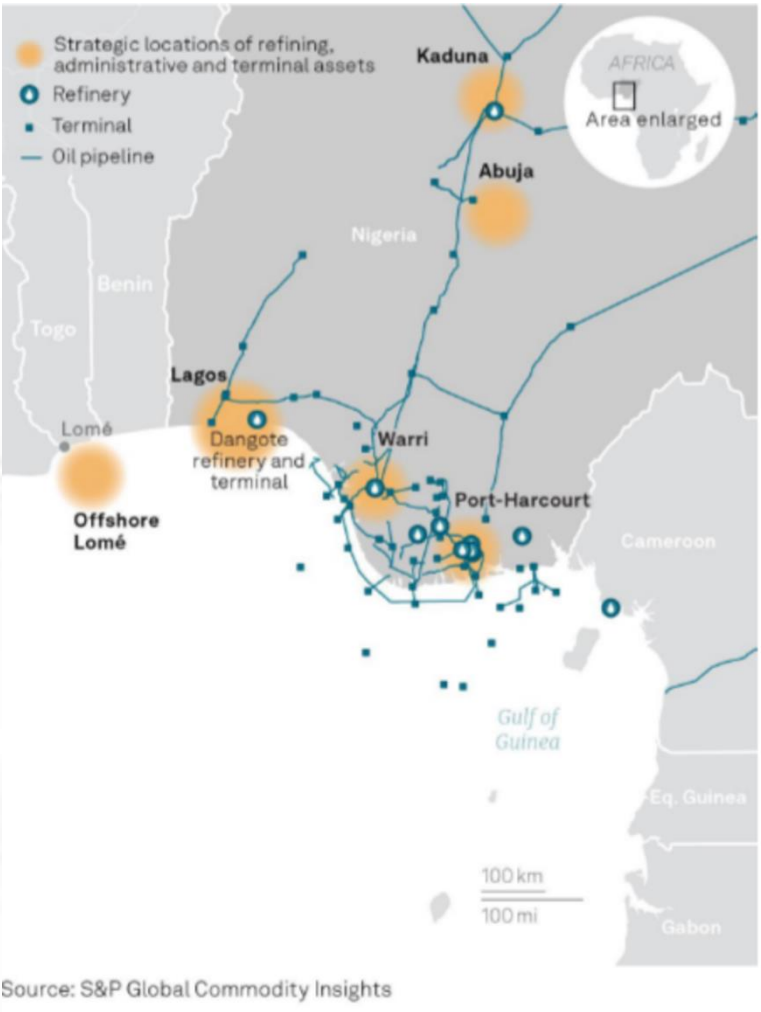 Strategic locations of refining,
administrative and terminal assets
Refinery
Terminal
Oil pipeline
Kaduna
AFRICA
Area enlarged
Abuja
Nigeria
Benin
Togo
Lagos
Lomé
Dangote
refinery and
terminal
Warri
Offshore
Lomé
Port-Harcourt
Cameroon
Gulf of
Guinea
Eq. Guinea
100 km
100 mi
Gabon
Source: S&P Global Commodity Insights